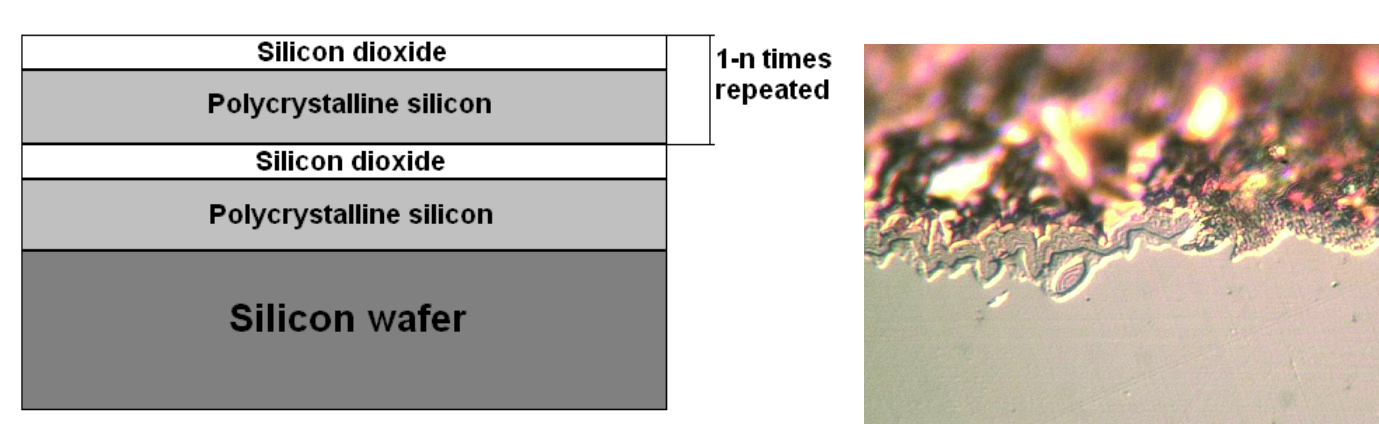 Silicon dioxide
Polycrystalline silicon
1-n times
repeated
Silicon dioxide
Polycrystalline silicon
Silicon wafer